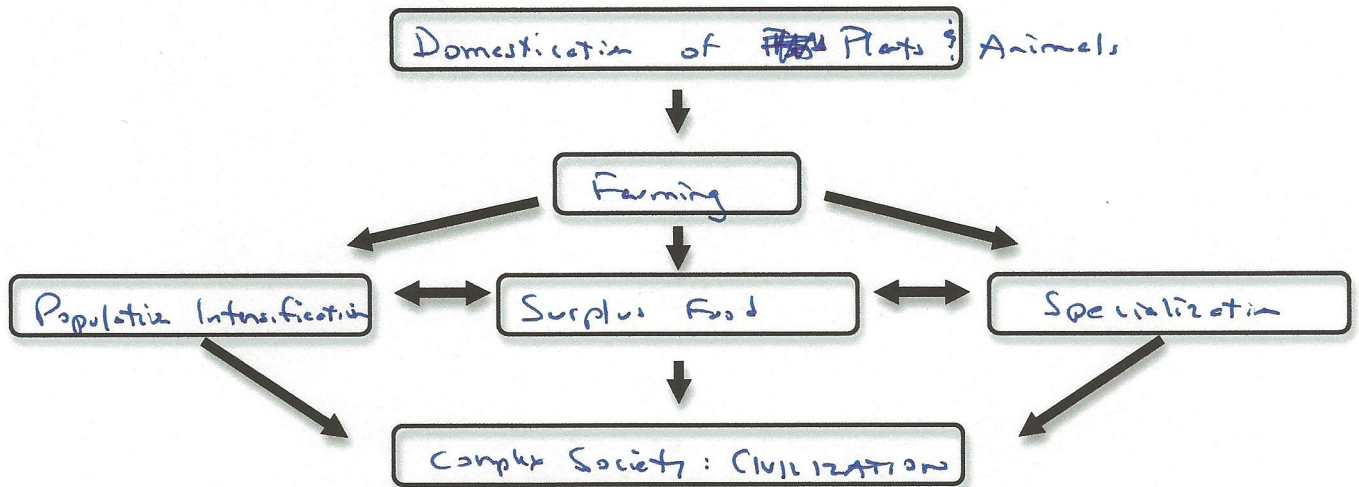 Domestication of Plants & Animals
Farming
Population Intensification
Surplus Food
Specialization
Complex Society: CIVILIZATION